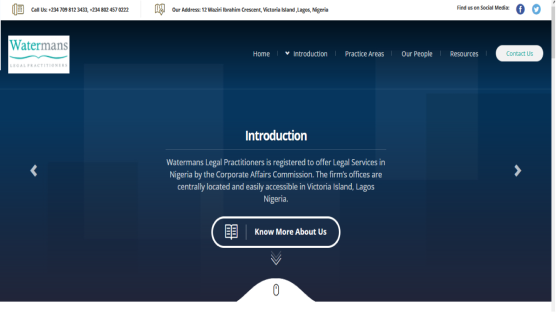 Call Us: +234 709 812 3433, +234 802 457 0222
Our Address: 12 Waziri Ibrahim Crescent, Victoria Island ,Lagos, Nigeria
Find us on Social Media:
Watermans
LEGAL PRACTITIONERS
Home
Introduction
Practice Areas
Our People
Resources
Contact Us
Introduction
Watermans Legal Practitioners is registered to offer Legal Services in
Nigeria by the Corporate Affairs Commission. The firm's offices are
centrally located and easily accessible in Victoria Island, Lagos
Nigeria.
Know More About Us